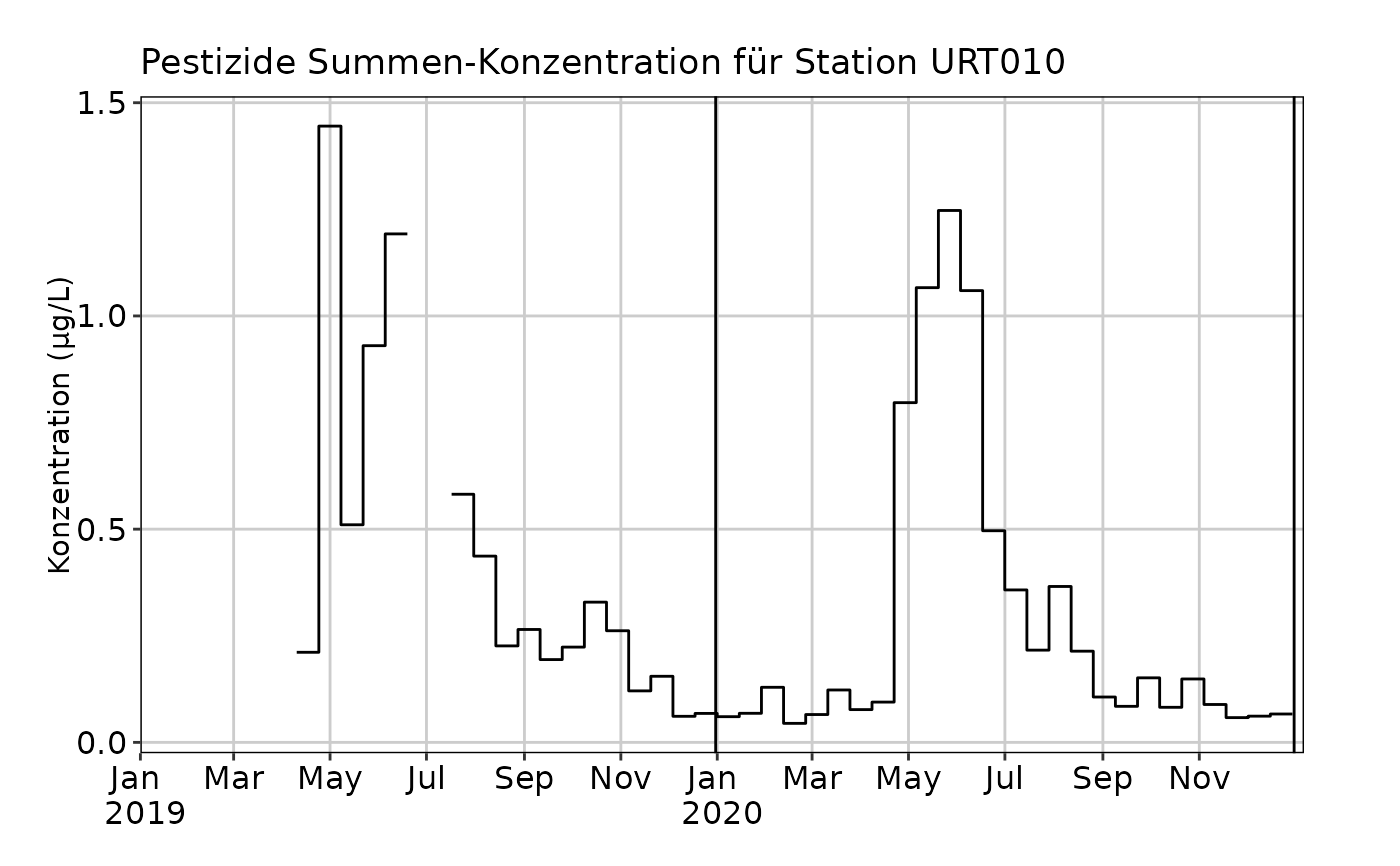 Pestizide Summen-Konzentration für Station URT010
Konzentration (µg/L)
1.5
1.0
0.5
0.0
Jan Mar May Jul Sep Nov Jan Mar May Jul Sep Nov
2019 2020